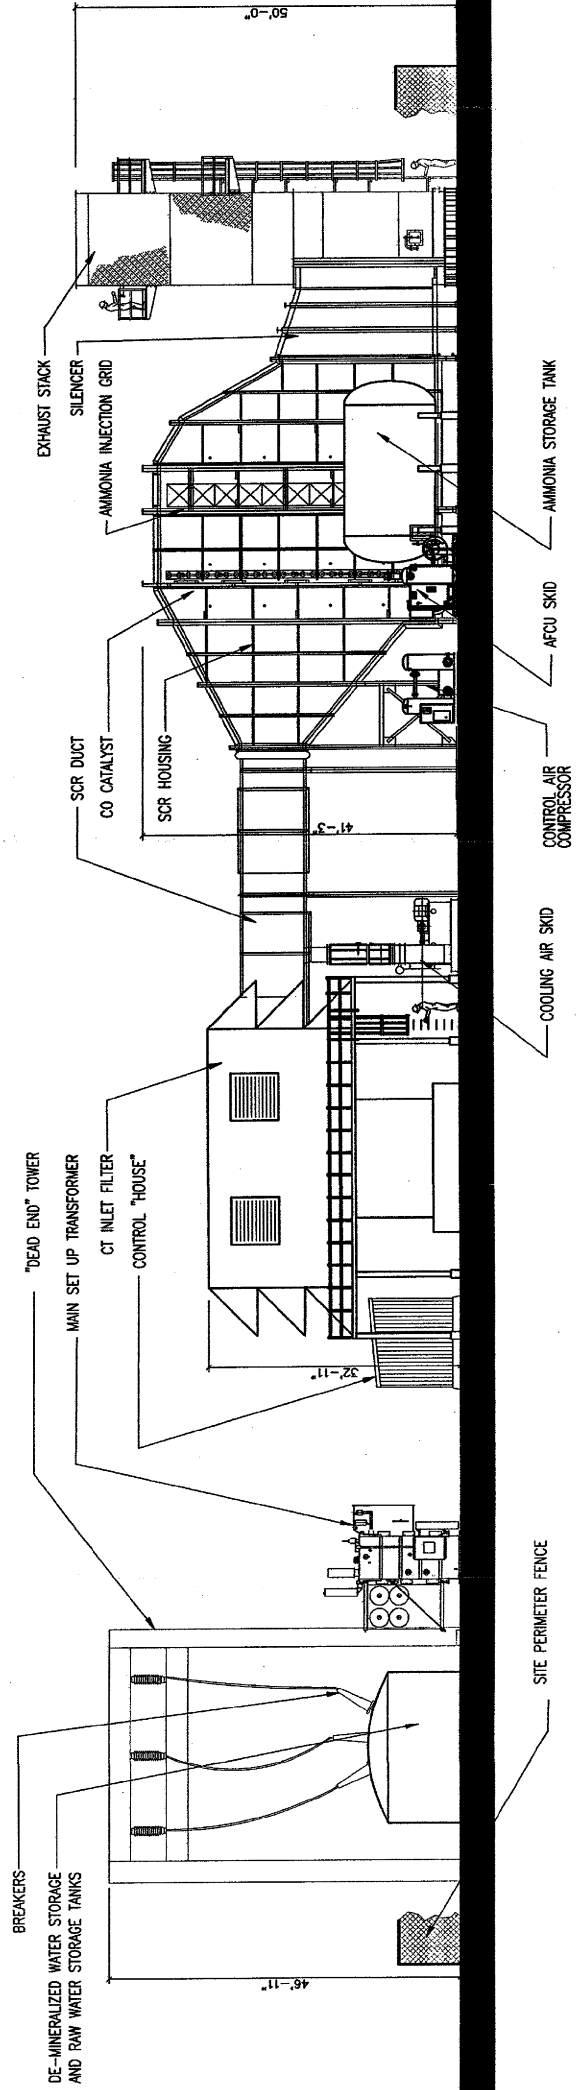 BREAKERS
DE-MINERALIZED WATER STORAGE
AND RAW WATER STORAGE TANKS
"DEAD END" TOWER
MAIN SET UP TRANSFORMER
CT INLET FILTER
CONTROL "HOUSE"
SCR DUCT
CO CATALYST
SCR HOUSING
EXHAUST STACK
SILENCER
AMMONIA INJECTION GRID
46'-11"
32'-11"
41'-3"
50'-0"
SITE PERIMETER FENCE
COOLING AIR SKID
CONTROL AIR
COMPRESSOR
AFCU SKID
AMMONIA STORAGE TANK